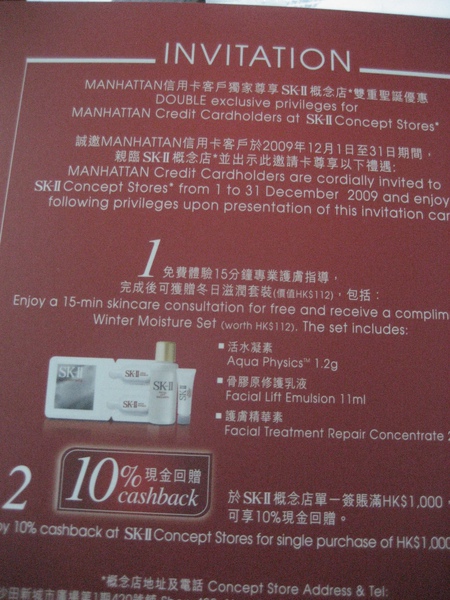 INVITATION
MANHATTAN信用卡客戶獨家尊享SK-II概念店*雙重聖誕優惠
DOUBLE exclusive privileges for
MANHATTAN Credit Cardholders at SK-II Concept Stores*
誠邀MANHATTAN信用卡客戶於2009年12月1日至31日期間，
親臨SK-II概念店*並出示此邀請卡尊享以下禮遇:
MANHATTAN Credit Cardholders are cordially invited to
SK-II Concept Stores* from 1 to 31 December 2009 and enjoy
following privileges upon presentation of this invitation
1 免費體驗15分鐘專業護膚指導，
完成後可獲贈冬日滋潤套裝(價值HK$112)，包括：
Enjoy a 15-min skincare consultation for free and receive a
Winter Moisture Set (worth HK$112). The set includes:
SK-II
SK-II
■ 活水凝素
Aqua Physics™ 1.2g
■ 骨膠原修護乳液
Facial Lift Emulsion 11ml
■ 護膚精華素
Facial Treatment Repair Concentrate
2 10% 現金回贈
cashback
於SK-II概念店單一簽賬滿HK$1,000，
可享10%現金回贈。
10% cashback at SK-II Concept Stores for single purchase of HK$1,000
*概念店地址及電話 Concept Store Address & Tel: